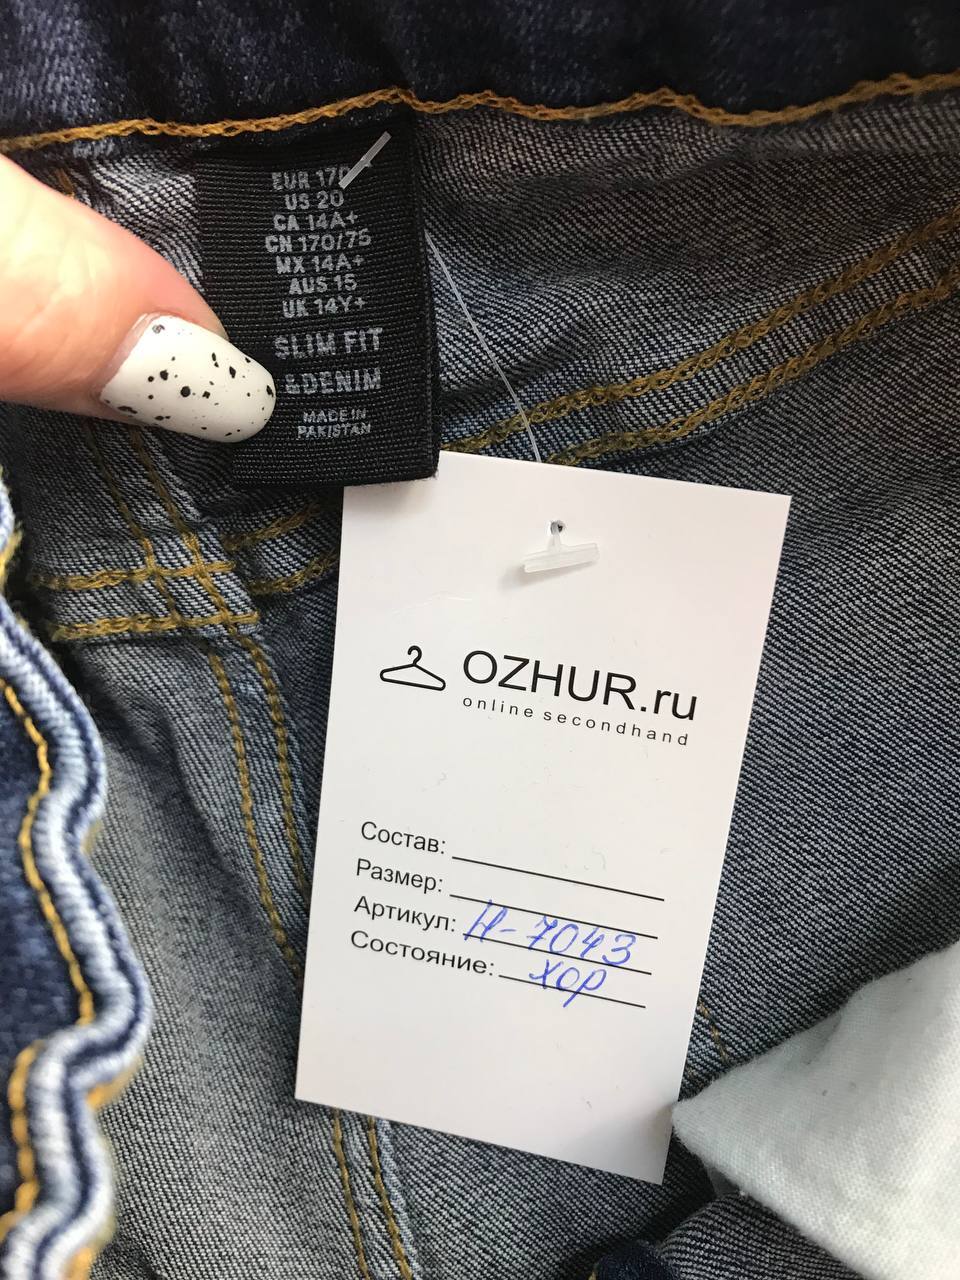 EUR 170
US 20
CA 14A+
CN 170/75
MX 14A+
AUS 15
UK 14Y+
SLIM FIT
&DENIM
MADE IN
PAKISTAN
OZHUR.ru
online secondhand
Состав:
Размер:
Артикул: Н-7043
Состояние: хор